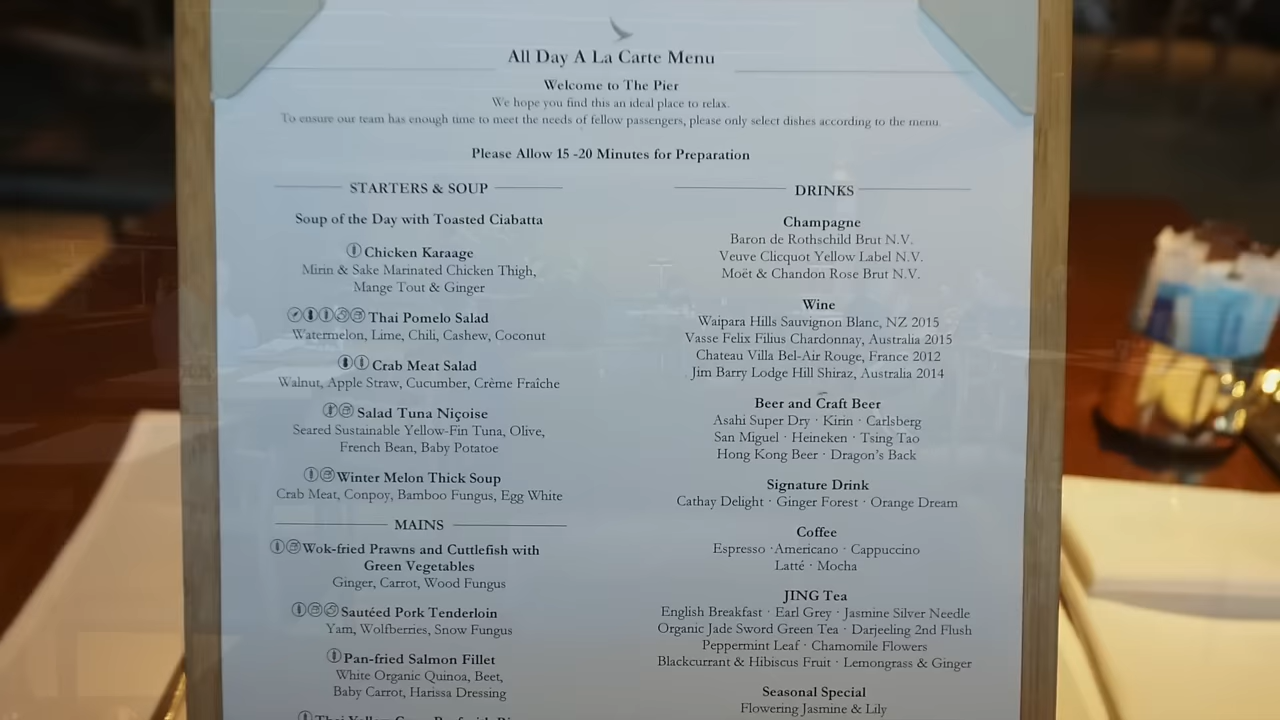 All Day A La Carte Menu
Welcome to The Pier
We hope you find this an ideal place to relax.
To ensure our team has enough time to meet the needs of fellow passengers, please only select dishes according to the menu.
Please Allow 15 -20 Minutes for Preparation
STARTERS & SOUP
Soup of the Day with Toasted Ciabatta
Chicken Karaage
Mirin & Sake Marinated Chicken Thigh,
Mange Tout & Ginger
Thai Pomelo Salad
Watermelon, Lime, Chili, Cashew, Coconut
Crab Meat Salad
Walnut, Apple Straw, Cucumber, Crème Fraîche
Salad Tuna Niçoise
Seared Sustainable Yellow-Fin Tuna, Olive,
French Bean, Baby Potatoe
Winter Melon Thick Soup
Crab Meat, Conpoy, Bamboo Fungus, Egg White
MAINS
Wok-fried Prawns and Cuttlefish with
Green Vegetables
Ginger, Carrot, Wood Fungus
Sautéed Pork Tenderloin
Yam, Wolfberries, Snow Fungus
Pan-fried Salmon Fillet
White Organic Quinoa, Beet,
Baby Carrot, Harissa Dressing
DRINKS
Champagne
Baron de Rothschild Brut N.V.
Veuve Clicquot Yellow Label N.V.
Moët & Chandon Rose Brut N.V.
Wine
Waipara Hills Sauvignon Blanc, NZ 2015
Vasse Felix Filius Chardonnay, Australia 2015
Chateau Villa Bel-Air Rouge, France 2012
Jim Barry Lodge Hill Shiraz, Australia 2014
Beer and Craft Beer
Asahi Super Dry · Kirin · Carlsberg
San Miguel · Heineken · Tsing Tao
Hong Kong Beer · Dragon's Back
Signature Drink
Cathay Delight · Ginger Forest · Orange Dream
Coffee
Espresso · Americano · Cappuccino
Latté · Mocha
JING Tea
English Breakfast · Earl Grey · Jasmine Silver Needle
Organic Jade Sword Green Tea · Darjeeling 2nd Flush
Peppermint Leaf · Chamomile Flowers
Blackcurrant & Hibiscus Fruit · Lemongrass & Ginger
Seasonal Special
Flowering Jasmine & Lily